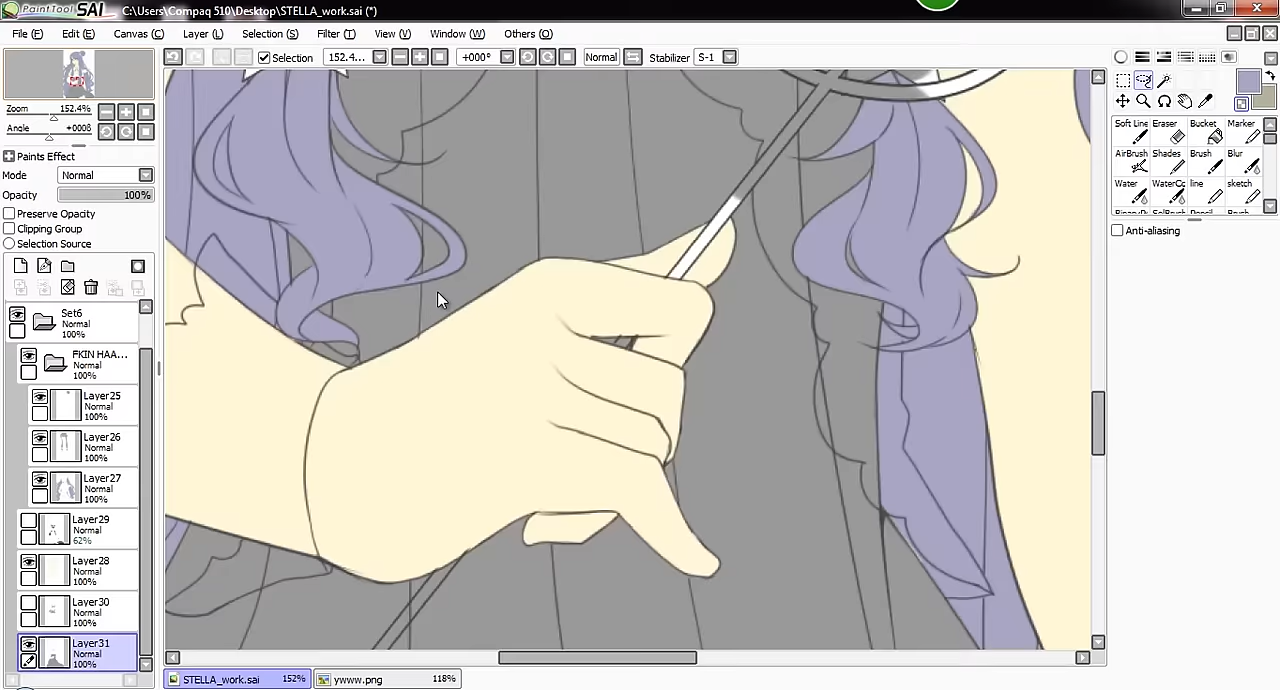 PaintTool SAI C:\Users\Compaq 510\Desktop\STELLA_work.sai (*)
File (F) Edit (E) Canvas (C) Layer (L) Selection (S) Filter (T) View (V) Window (W) Others (O)
Selection 152.4... +000° Normal Stabilizer S-1
Zoom 152.4%
Angle +000ß
Paints Effect
Mode Normal
Opacity 100%
Preserve Opacity
Clipping Group
Selection Source
Set6
Normal
100%
FKIN HAA...
Normal
100%
Layer25
Normal
100%
Layer26
Normal
100%
Layer27
Normal
100%
Layer29
Normal
62%
Layer28
Normal
100%
Layer30
Normal
100%
Layer31
Normal
100%
Soft Line Eraser Bucket Marker
AirBrush Shades Brush Blur
Water WaterCo line sketch
Anti-aliasing
STELLA_work.sai 152% ywww.png 118%